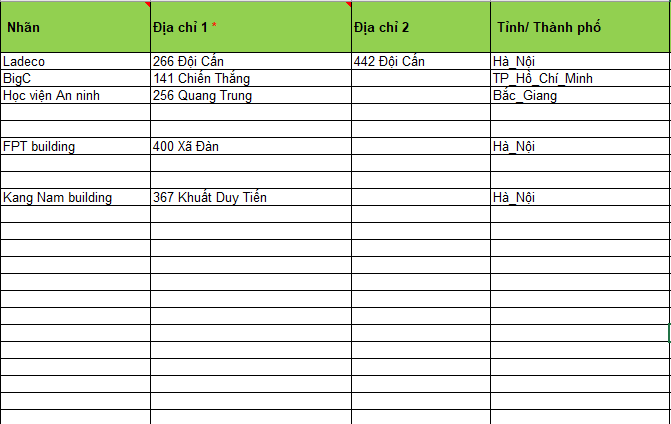 Nhãn Địa chỉ 1 * Địa chỉ 2 Tỉnh/ Thành phố
Ladeco 266 Đội Cấn 442 Đội Cấn Hà_Nội
BigC 141 Chiến Thắng TP_Hồ_Chí_Minh
Học viện An ninh 256 Quang Trung Bắc_Giang
FPT building 400 Xã Đàn Hà_Nội
Kang Nam building 367 Khuất Duy Tiến Hà_Nội